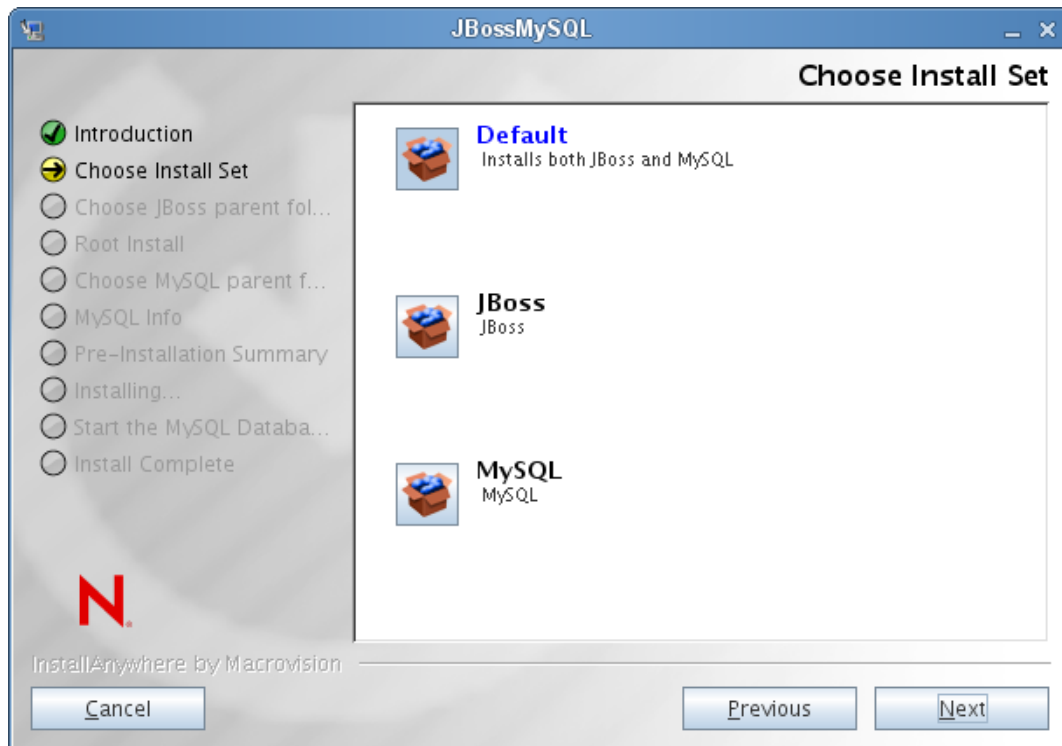 JBossMySQL
Choose Install Set
Introduction
Choose Install Set
Choose JBoss parent fol...
Root Install
Choose MySQL parent f...
MySQL Info
Pre-Installation Summary
Installing...
Start the MySQL Databa...
Install Complete
Default
Installs both JBoss and MySQL
JBoss
JBoss
MySQL
MySQL
N
InstallAnywhere by Macrovision
Cancel
Previous
Next